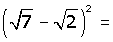 (√7 − √2)² =